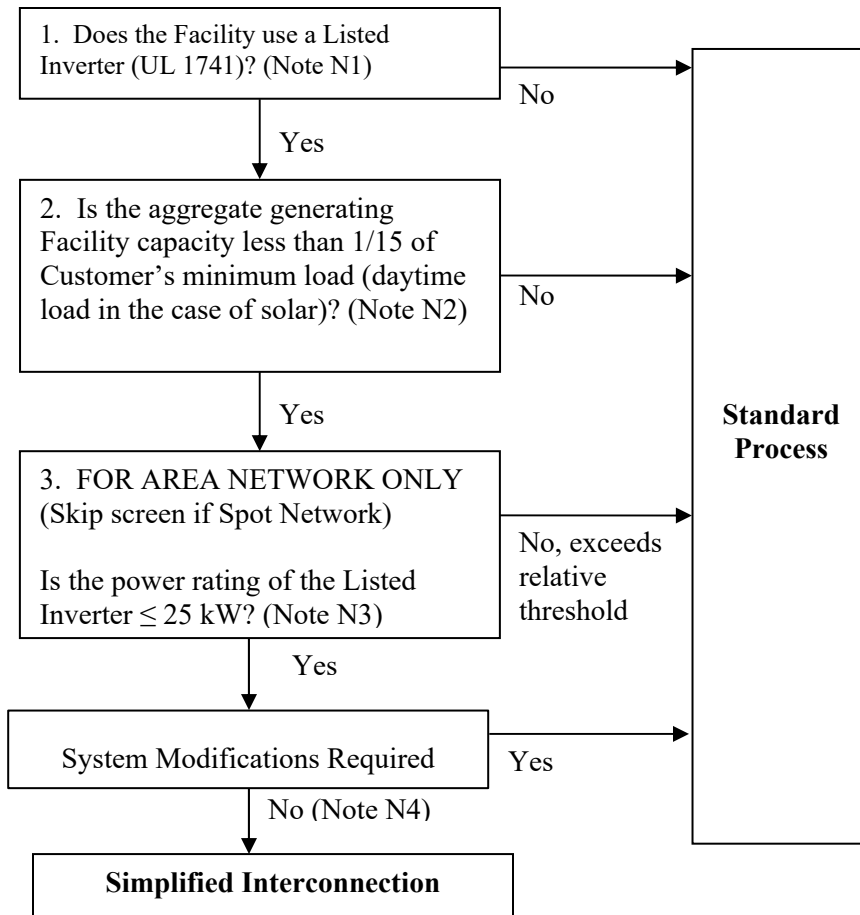 1. Does the Facility use a Listed
Inverter (UL 1741)? (Note N1)
No
Yes
2. Is the aggregate generating
Facility capacity less than 1/15 of
Customer’s minimum load (daytime
load in the case of solar)? (Note N2)
No
Yes
Standard
Process
3. FOR AREA NETWORK ONLY
(Skip screen if Spot Network)
Is the power rating of the Listed
Inverter ≤ 25 kW? (Note N3)
No, exceeds
relative
threshold
Yes
System Modifications Required
Yes
No (Note N4)
Simplified Interconnection